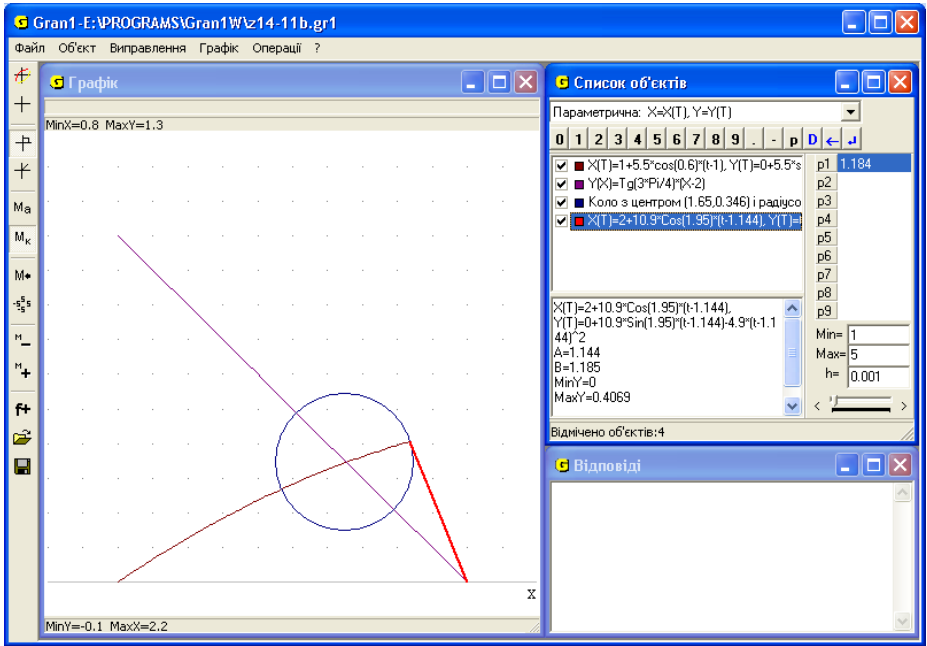 Gran1-E:\PROGRAMS\Gran1W\z14-11b.gr1
Файл Об'єкт Виправлення Графік Операції ?
Графік
MinX=0.8 MaxY=1.3
X
MinY=-0.1 MaxX=2.2
Ma
Mк
M
5 5 5 5
M
M
f+
Список об'єктів
Параметрична: X=X(T), Y=Y(T)
0 1 2 3 4 5 6 7 8 9 . - p D
X(T)=1+5.5*cos(0.6)*(t-1), Y(T)=0+5.5*s
Y(X)=Tg(3*Pi/4)*(X-2)
Коло з центром (1.65,0.346) і радіусо
X(T)=2+10.9*Cos(1.95)*(t-1.144), Y(T)=
p1 1.184
p2
p3
p4
p5
p6
p7
p8
p9
X(T)=2+10.9*Cos(1.95)*(t-1.144),
Y(T)=0+10.9*Sin(1.95)*(t-1.144)-4.9*(t-1.1
44)^2
A=1.144
B=1.185
MinY=0
MaxY=0.4069
Min= 1
Max= 5
h= 0.001
< >
Відмічено об'єктів:4
Відповіді